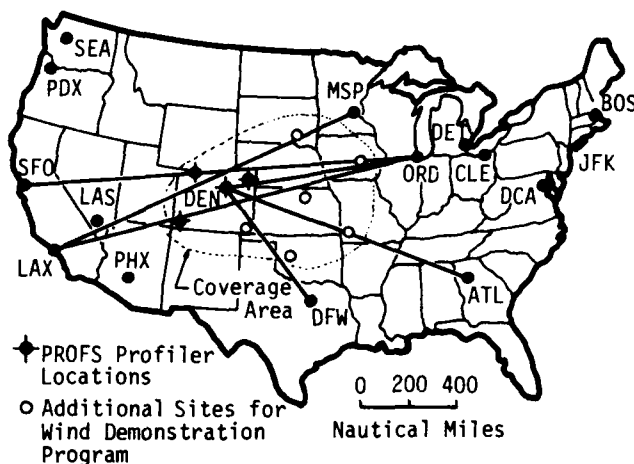 SEA
PDX
MSP
BOS
DET
SFO
LAS
DEN
ORD
CLE
JFK
DCA
LAX
PHX
Coverage
Area
DFW
ATL
PROFS Profiler
Locations
0 200 400
Nautical Miles
Additional Sites for
Wind Demonstration
Program